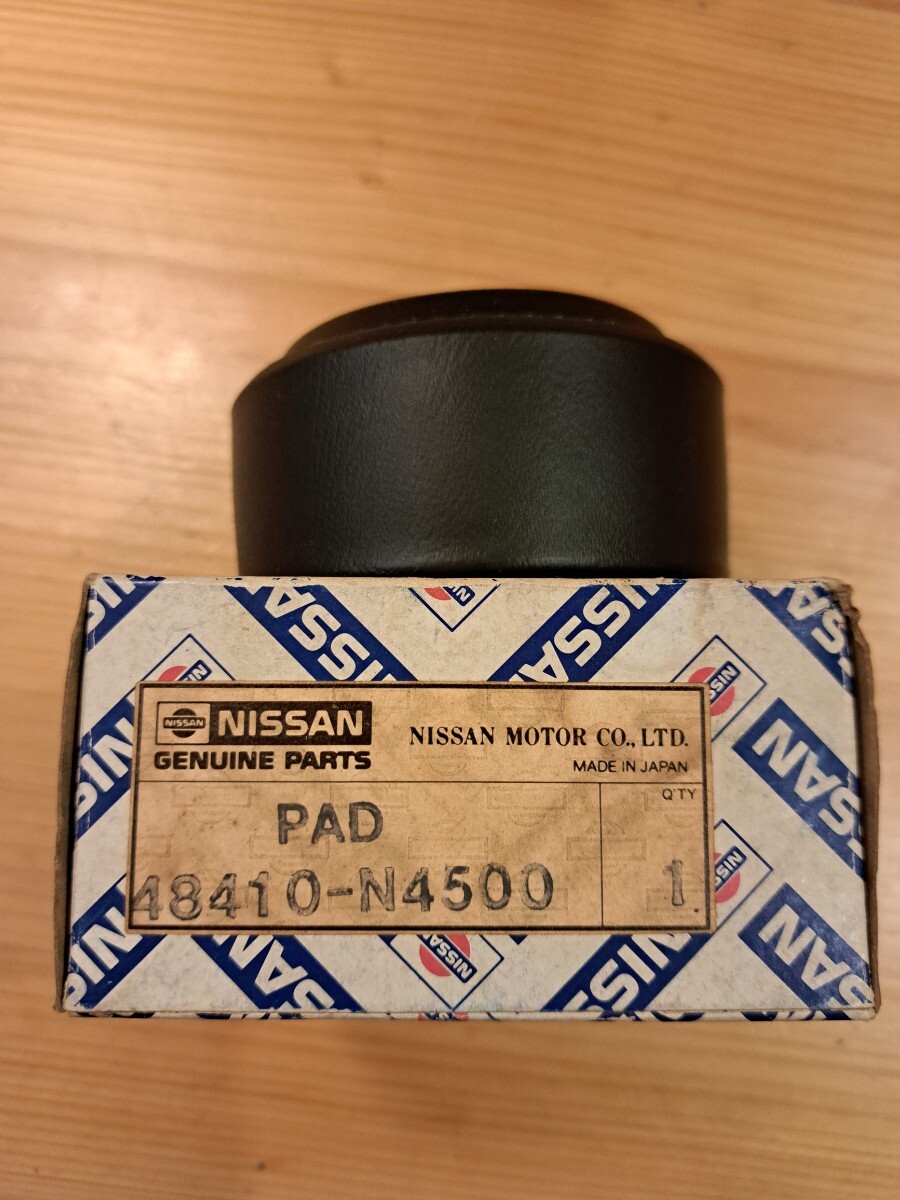 NISSAN NISSAN
GENUINE PARTS
NISSAN MOTOR CO., LTD.
MADE IN JAPAN
Q'TY
PAD
48410-N4500
1